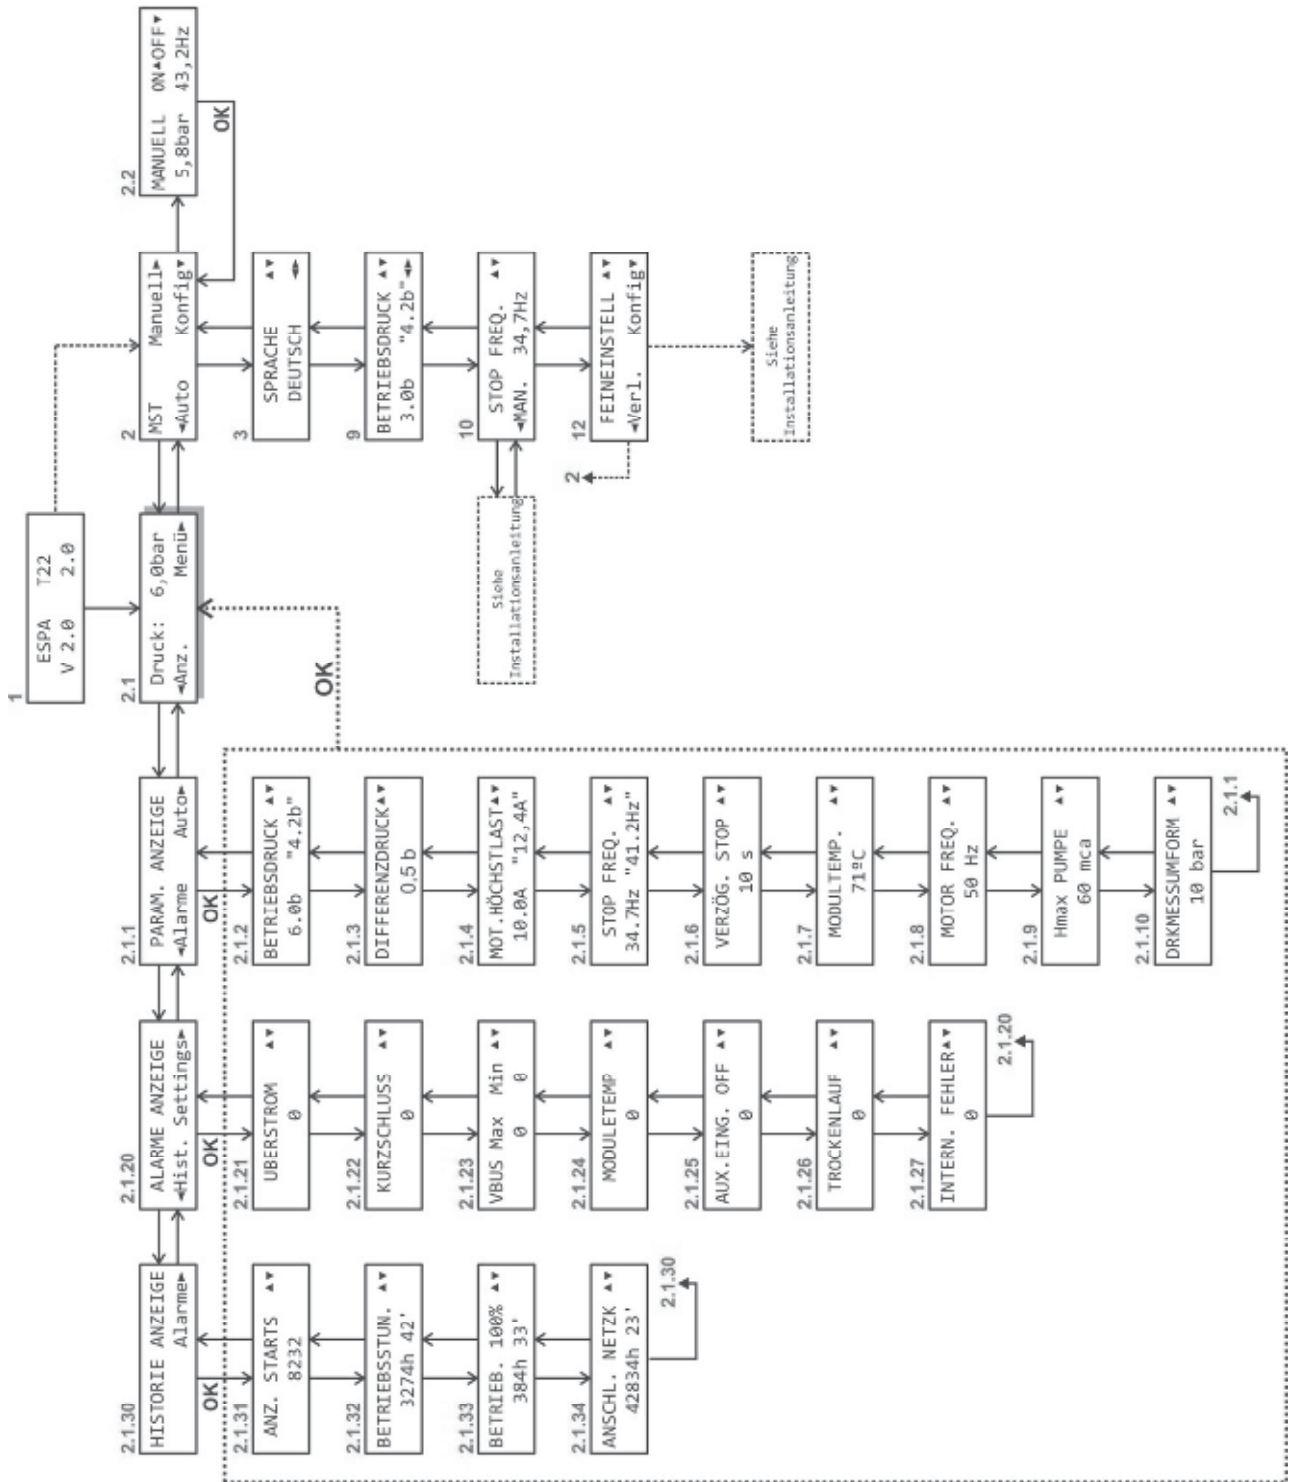 1
ESPA T22
V 2.0 2.0
2.1.30
HISTORIE ANZEIGE
Alarme►
2.1.20
ALARME ANZEIGE
◄Hist. Settings►
2.1.1
PARAM. ANZEIGE
◄Alarme Auto►
2.1
Druck: 6,0bar
◄Anz. Menü►
2
MST Manuell►
◄Auto Konfig▼
2.2
MANUELL ON▲OFF▼
5,8bar 43,2Hz
OK
OK
OK
OK
OK
2.1.31
ANZ. STARTS ▲▼
8232
2.1.32
BETRIEBSSTUN. ▲▼
3274h 42'
2.1.33
BETRIEB. 100% ▲▼
384h 33'
2.1.34
ANSCHL. NETZK ▲▼
42834h 23'
2.1.30
2.1.21
UBERSTROM ▲▼
0
2.1.22
KURZSCHLUSS ▲▼
0
2.1.23
VBUS Max Min ▲▼
0 0
2.1.24
MODULETEMP ▲▼
0
2.1.25
AUX.EING. OFF ▲▼
0
2.1.26
TROCKENLAUF ▲▼
0
2.1.27
INTERN. FEHLER▲▼
0
2.1.20
2.1.2
BETRIEBSDRUCK ▲▼
6.0b "4.2b"
2.1.3
DIFFERENZDRUCK▲▼
0,5b
2.1.4
MOT.HÖCHSTLAST▲▼
10.0A "12,4A"
2.1.5
STOP FREQ. ▲▼
34.7Hz "41.2Hz"
2.1.6
VERZÖG. STOP ▲▼
10 s
2.1.7
MODULTEMP. ▲▼
71ºC
2.1.8
MOTOR FREQ. ▲▼
50 Hz
2.1.9
Hmax PUMPE ▲▼
60 mca
2.1.10
DRKMESSUMFORM ▲▼
10 bar
2.1.1
3
SPRACHE ▲▼
DEUTSCH ◄►
9
BETRIEBSDRUCK ▲▼
3.0b "4.2b"◄►
10
STOP FREQ. ▲▼
◄MAN. 34,7Hz
Siehe
Installationsanleitung
12
FEINEINSTELL ▲▼
◄Verl. Konfig▼
2
Siehe
Installationsanleitung